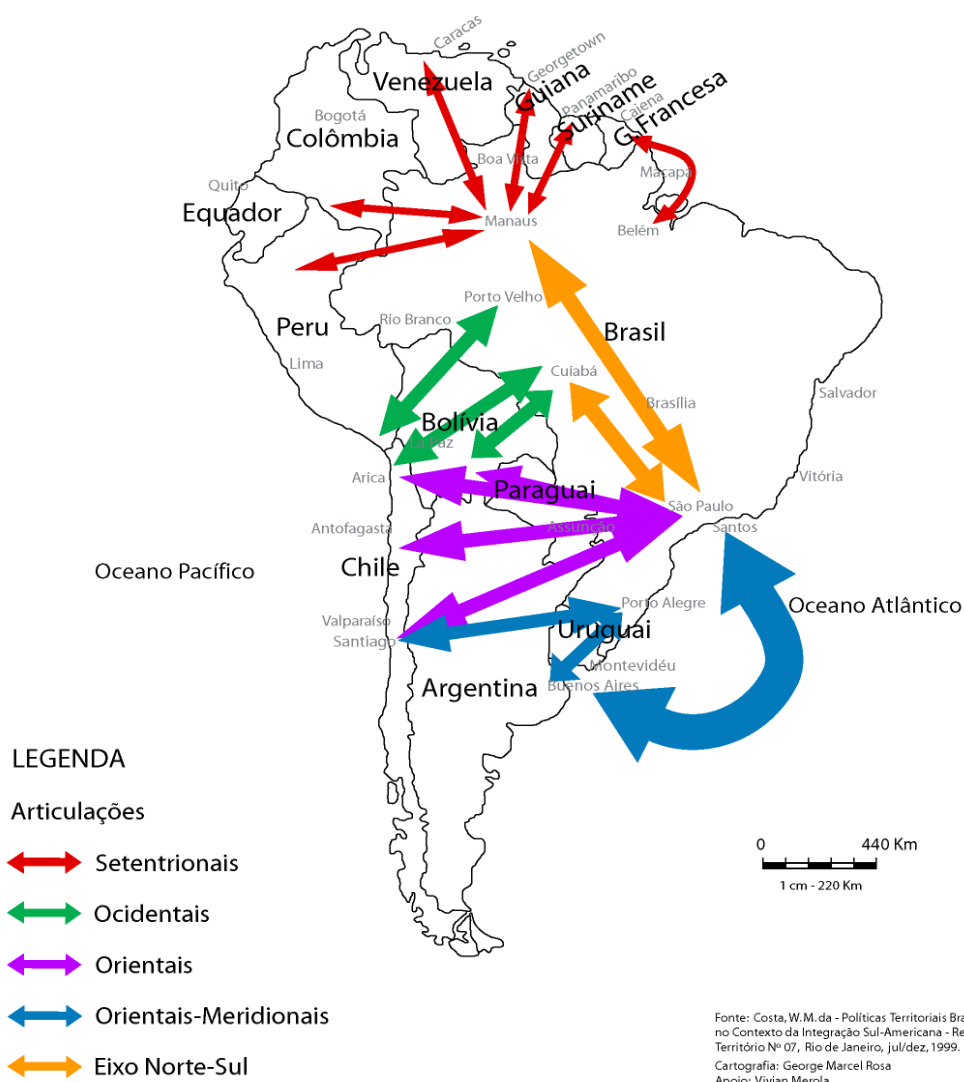 Caracas
Venezuela
Georgetown
Guiana
Panamaribo
Suriname
Caiena
G.Francesa
Bogotá
Colômbia
Boa Vista
Macapá
Quito
Equador
Manaus
Belém
Porto Velho
Rio Branco
Peru
Brasil
Lima
Cuiabá
Salvador
Brasília
Bolívia
La Paz
Arica
Vitória
Paraguai
São Paulo
Antofagasta
Assunção
Santos
Oceano Pacífico
Chile
Oceano Atlântico
Porto Alegre
Valparaíso
Santiago
Uruguai
Montevidéu
Argentina
Buenos Aires
LEGENDA
Articulações
Setentrionais
Ocidentais
Orientais
Orientais-Meridionais
Eixo Norte-Sul
0 440 Km
1 cm - 220 Km
Fonte: Costa, W.M. da - Políticas Territoriais Bra
no Contexto da Integração Sul-Americana - Re
Território Nº 07, Rio de Janeiro, jul/dez, 1999.
Cartografia: George Marcel Rosa
Apoio: Vivian Merola